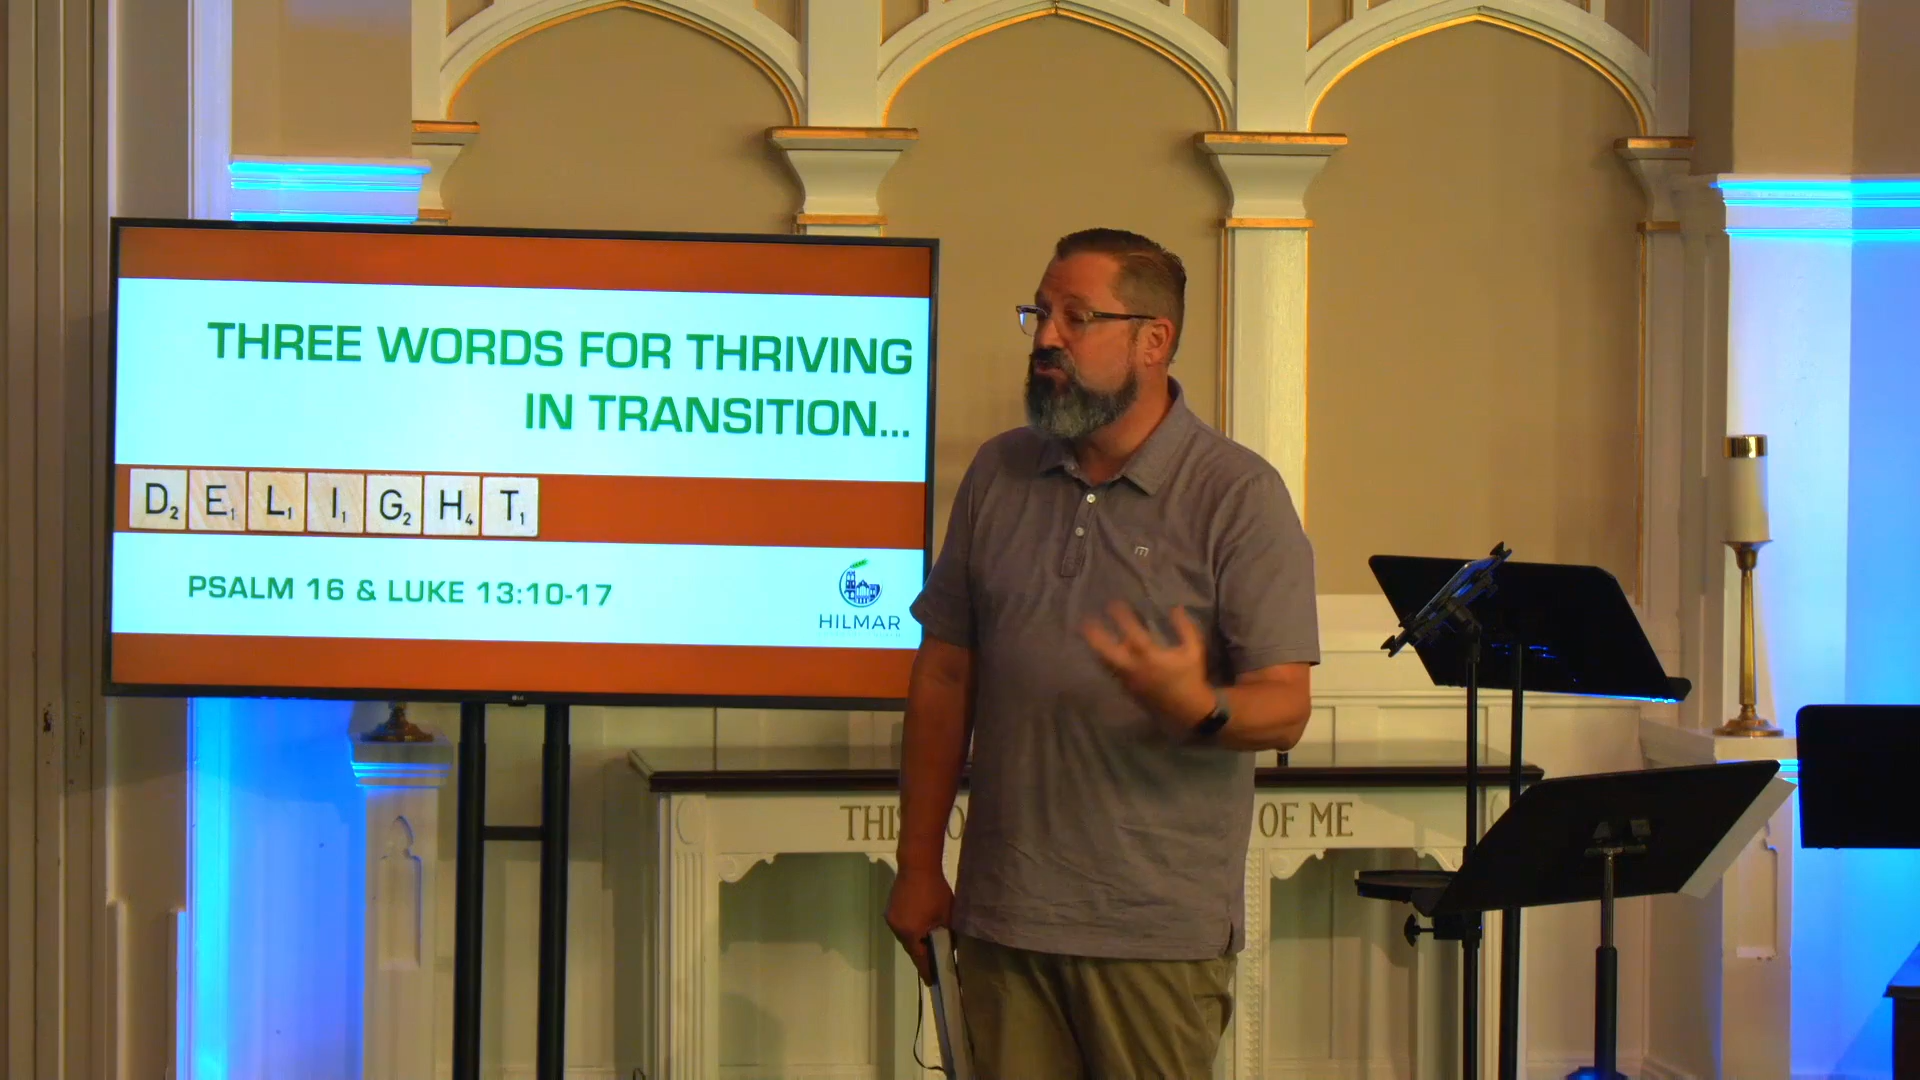 THREE WORDS FOR THRIVING
IN TRANSITION...
D2 E1 L1 I1 G2 H4 T1
PSALM 16 & LUKE 13:10-17
HILMAR
LG
THIS
OF ME